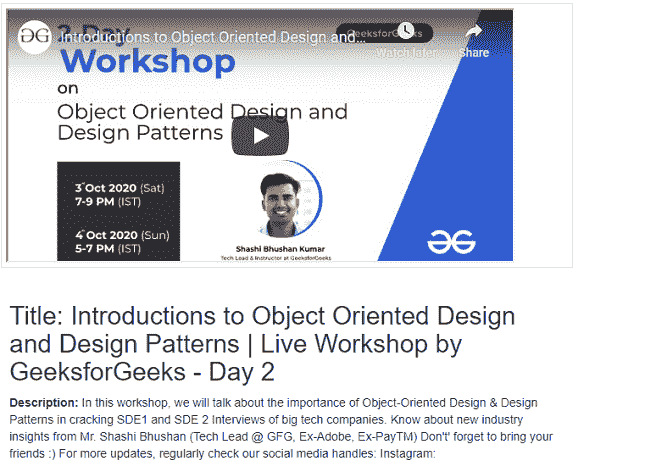 Introductions to Object Oriented Design and...
2 Day
GeeksforGeeks
Watch later
Share
Workshop
on
Object Oriented Design and
Design Patterns
3 Oct 2020 (Sat)
7-9 PM (IST)
4 Oct 2020 (Sun)
5-7 PM (IST)
Shashi Bhushan Kumar
Tech Lead & Instructor at GeeksforGeeks
Title: Introductions to Object Oriented Design
and Design Patterns | Live Workshop by
GeeksforGeeks - Day 2
Description: In this workshop, we will talk about the importance of Object-Oriented Design & Design
Patterns in cracking SDE1 and SDE 2 Interviews of big tech companies. Know about new industry
insights from Mr. Shashi Bhushan (Tech Lead @ GFG, Ex-Adobe, Ex-PayTM) Don't' forget to bring your
friends :) For more updates, regularly check our social media handles: Instagram: